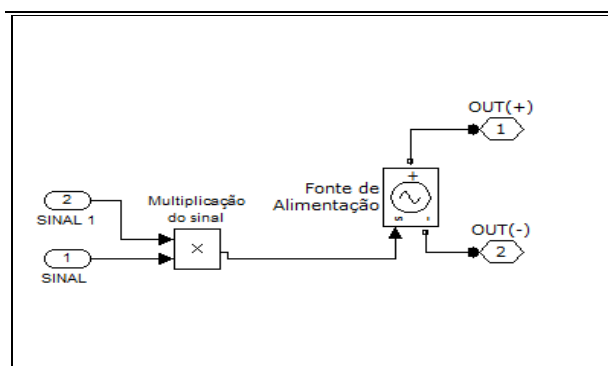 OUT(+)
1
Fonte de
Alimentação
+
s
-
2
SINAL 1
Multiplicação
do sinal
×
1
SINAL
OUT(-)
2